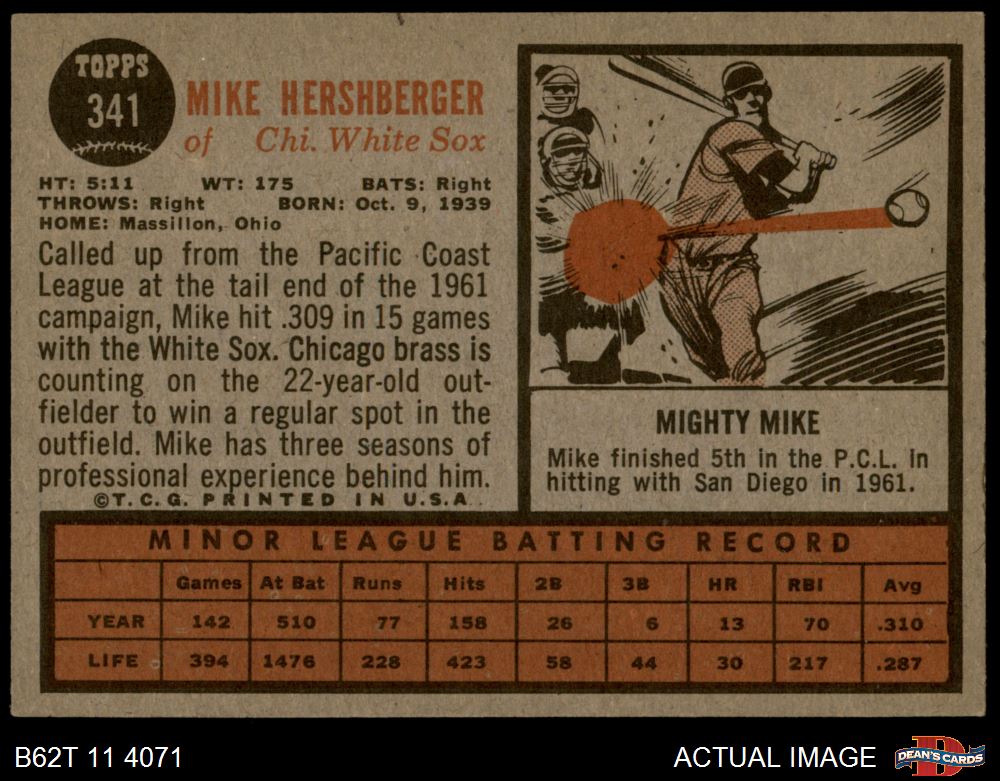 TOPPS
341
MIKE HERSHBERGER
of Chi. White Sox
HT: 5:11 WT: 175 BATS: Right
THROWS: Right BORN: Oct. 9, 1939
HOME: Massillon, Ohio
Called up from the Pacific Coast
League at the tail end of the 1961
campaign, Mike hit .309 in 15 games
with the White Sox. Chicago brass is
counting on the 22-year-old out-
fielder to win a regular spot in the
outfield. Mike has three seasons of
professional experience behind him.
©T.C.G. PRINTED IN U.S.A.
MIGHTY MIKE
Mike finished 5th in the P.C.L. in
hitting with San Diego in 1961.
MINOR LEAGUE BATTING RECORD
Games At Bat Runs Hits 2B 3B HR RBI Avg
YEAR 142 510 77 158 26 6 13 70 .310
LIFE 394 1476 228 423 58 44 30 217 .287
B62T 11 4071
ACTUAL IMAGE
D
DEAN'S CARDS